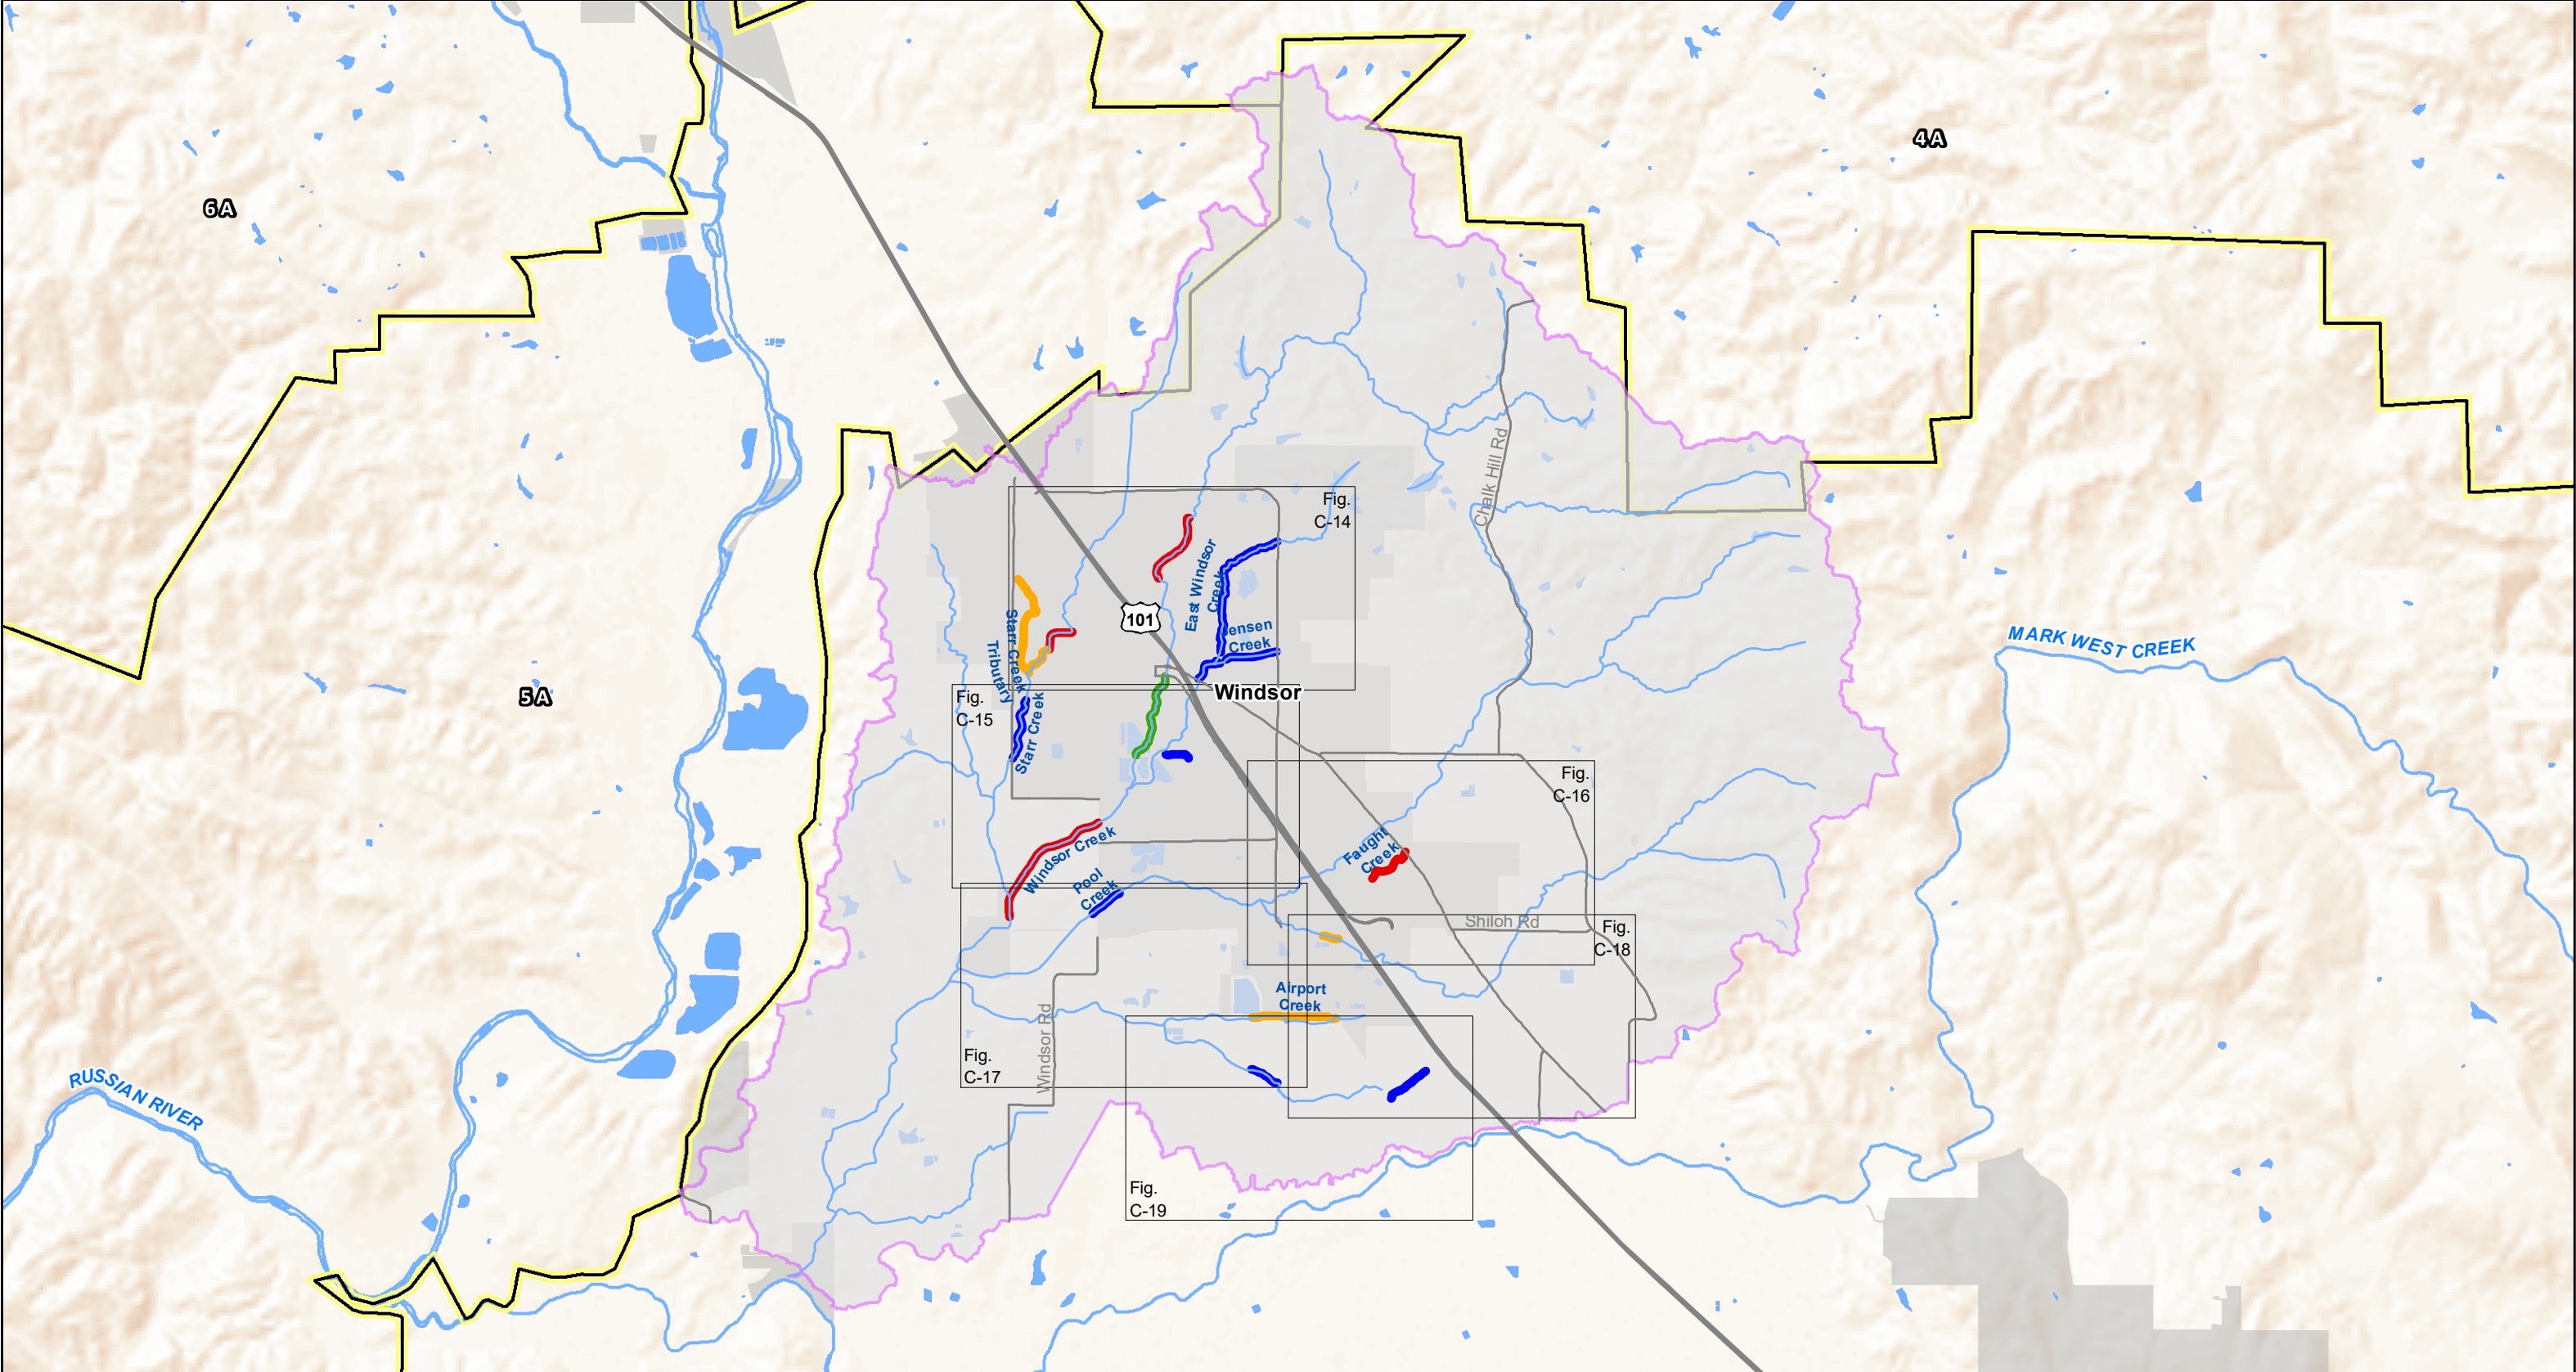 4A
6A
Chalk Hill Rd
Fig.
C-14
East Windsor
Creek
101
Starr Creek
Tributary
ensen
Creek
5A
MARK WEST CREEK
Windsor
Fig.
C-15
Starr Creek
Fig.
C-16
Windsor Creek
Faught
Creek
Pool
Creek
Shiloh Rd
Fig.
C-18
Airport
Creek
Windsor Rd
Fig.
C-17
RUSSIAN RIVER
Fig.
C-19